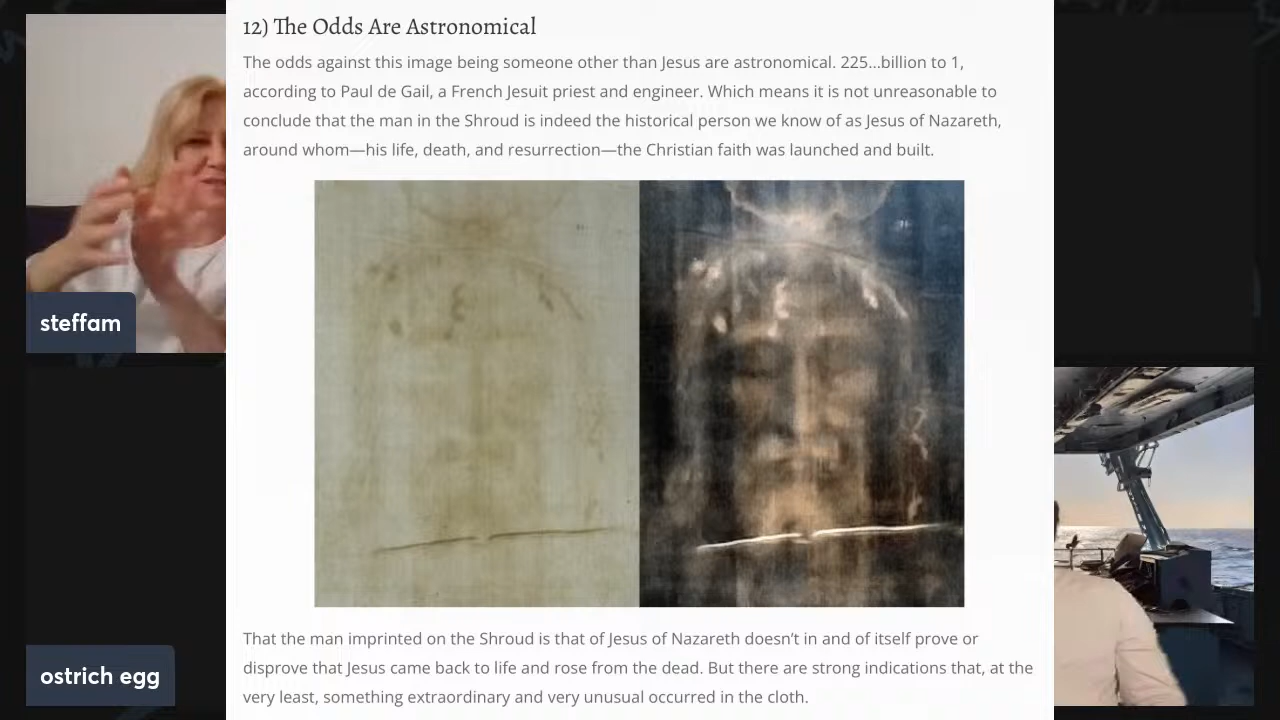 12) The Odds Are Astronomical
The odds against this image being someone other than Jesus are astronomical. 225...billion to 1,
according to Paul de Gail, a French Jesuit priest and engineer. Which means it is not unreasonable to
conclude that the man in the Shroud is indeed the historical person we know of as Jesus of Nazareth,
around whom—his life, death, and resurrection—the Christian faith was launched and built.
steffam
That the man imprinted on the Shroud is that of Jesus of Nazareth doesn't in and of itself prove or
disprove that Jesus came back to life and rose from the dead. But there are strong indications that, at the
very least, something extraordinary and very unusual occurred in the cloth.
ostrich egg